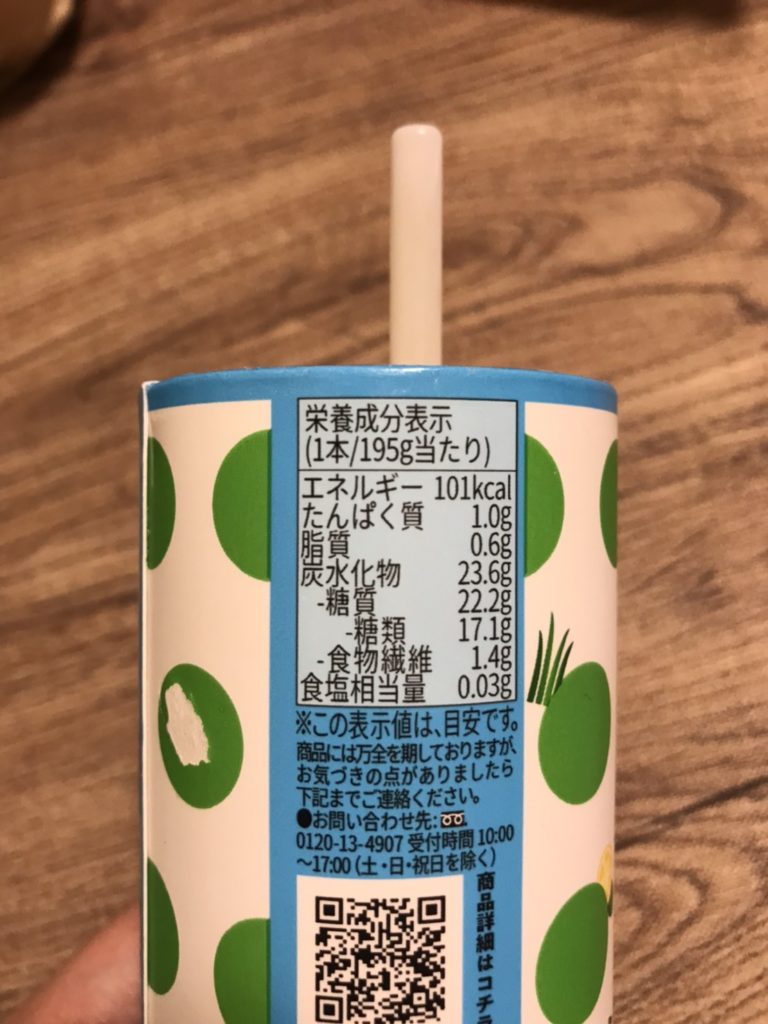 栄養成分表示
(1本/195g当たり)
エネルギー 101kcal
たんぱく質 1.0g
脂質 0.6g
炭水化物 23.6g
-糖質 22.2g
-糖類 17.1g
-食物繊維 1.4g
食塩相当量 0.03g
※この表示値は、目安です。
商品には万全を期しておりますが、
お気づきの点がありましたら
下記までご連絡ください。
●お問い合わせ先:
0120-13-4907 受付時間 10:00
～17:00 (土・日・祝日を除く)
商品詳細はコチラ